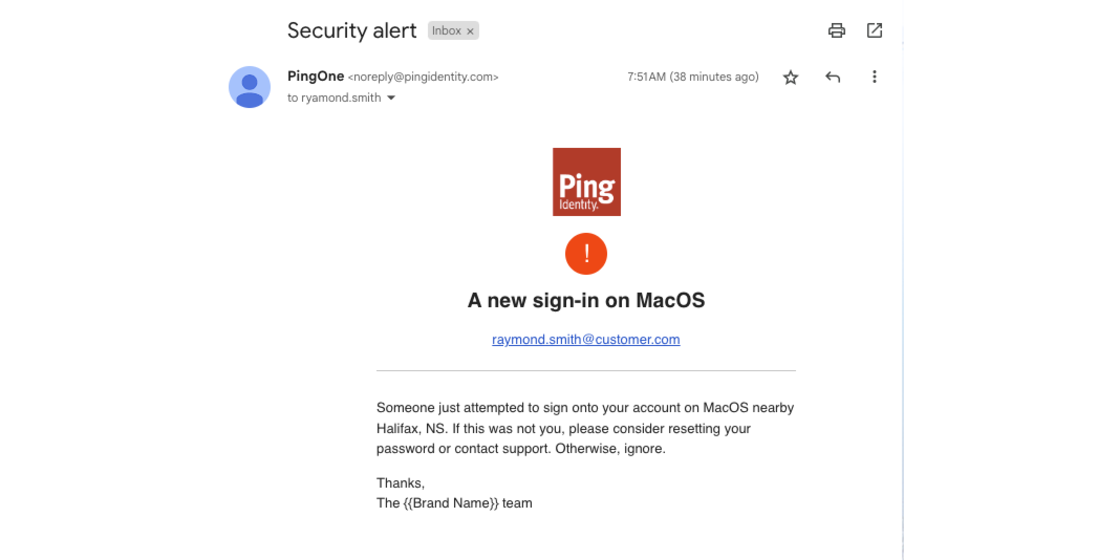 Security alert Inbox ×
PingOne <noreply@pingidentity.com> 7:51AM (38 minutes ago)
to ryamond.smith
Ping
Identity.
!
A new sign-in on MacOS
raymond.smith@customer.com
Someone just attempted to sign onto your account on MacOS nearby
Halifax, NS. If this was not you, please consider resetting your
password or contact support. Otherwise, ignore.
Thanks,
The {{Brand Name}} team